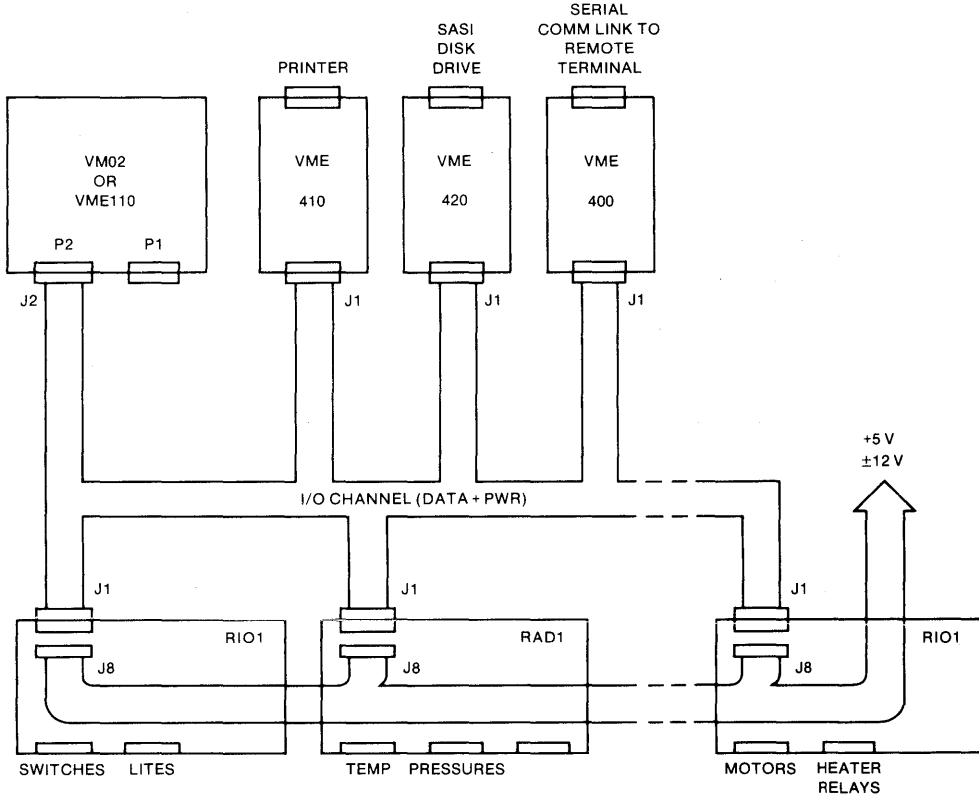 SERIAL
COMM LINK TO
REMOTE
TERMINAL
SASI
DISK
DRIVE
PRINTER
VM02
OR
VME110
P2
P1
J2
VME
410
J1
VME
420
J1
VME
400
J1
+5 V
±12 V
I/O CHANNEL (DATA + PWR)
J1
RIO1
J8
J1
RAD1
J8
J1
RIO1
J8
SWITCHES
LITES
TEMP
PRESSURES
MOTORS
HEATER
RELAYS